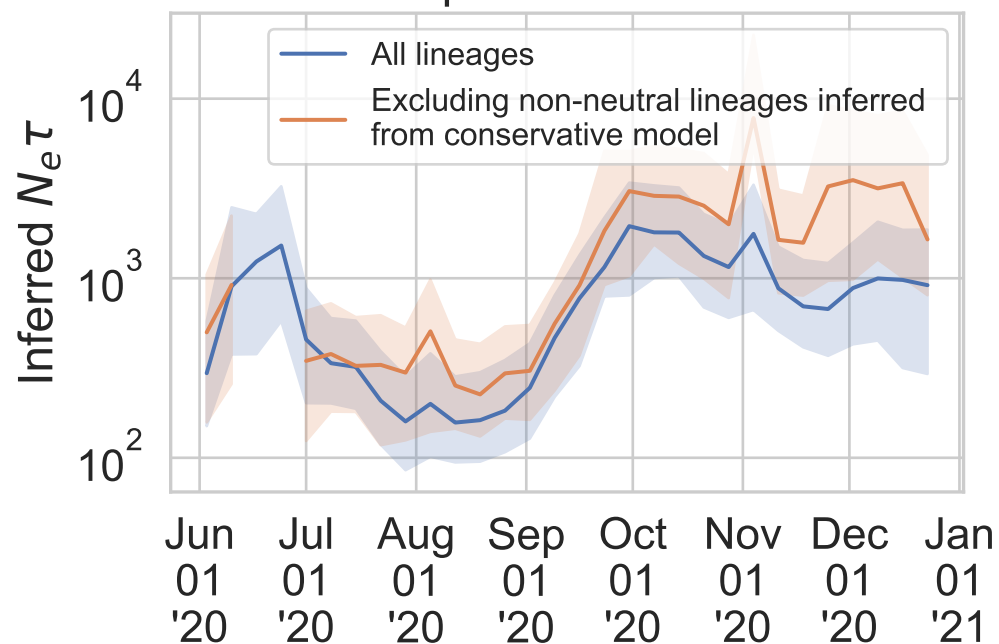 All lineages
Excluding non-neutral lineages inferred
from conservative model
Inferred Nₑτ
10⁴
10³
10²
Jun Jul Aug Sep Oct Nov Dec Jan
01 01 01 01 01 01 01 01
'20 '20 '20 '20 '20 '20 '20 '21